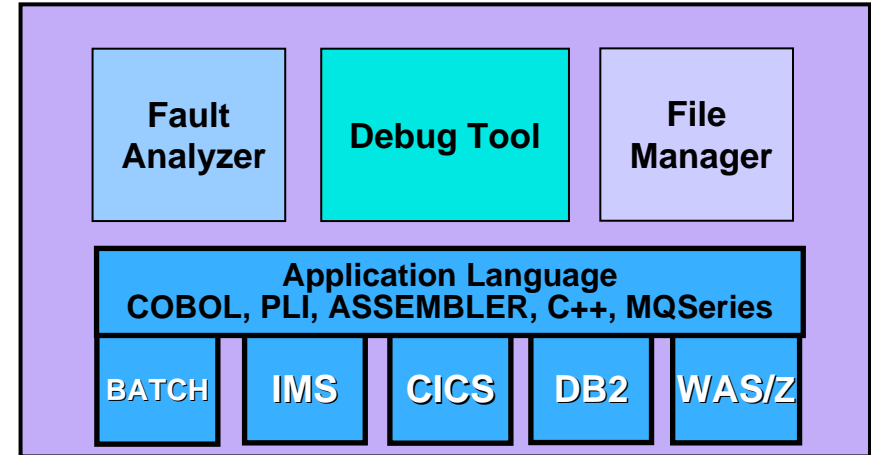 Fault
Analyzer
Debug Tool
File
Manager
Application Language
COBOL, PLI, ASSEMBLER, C++, MQSeries
BATCH
IMS
CICS
DB2
WAS/Z